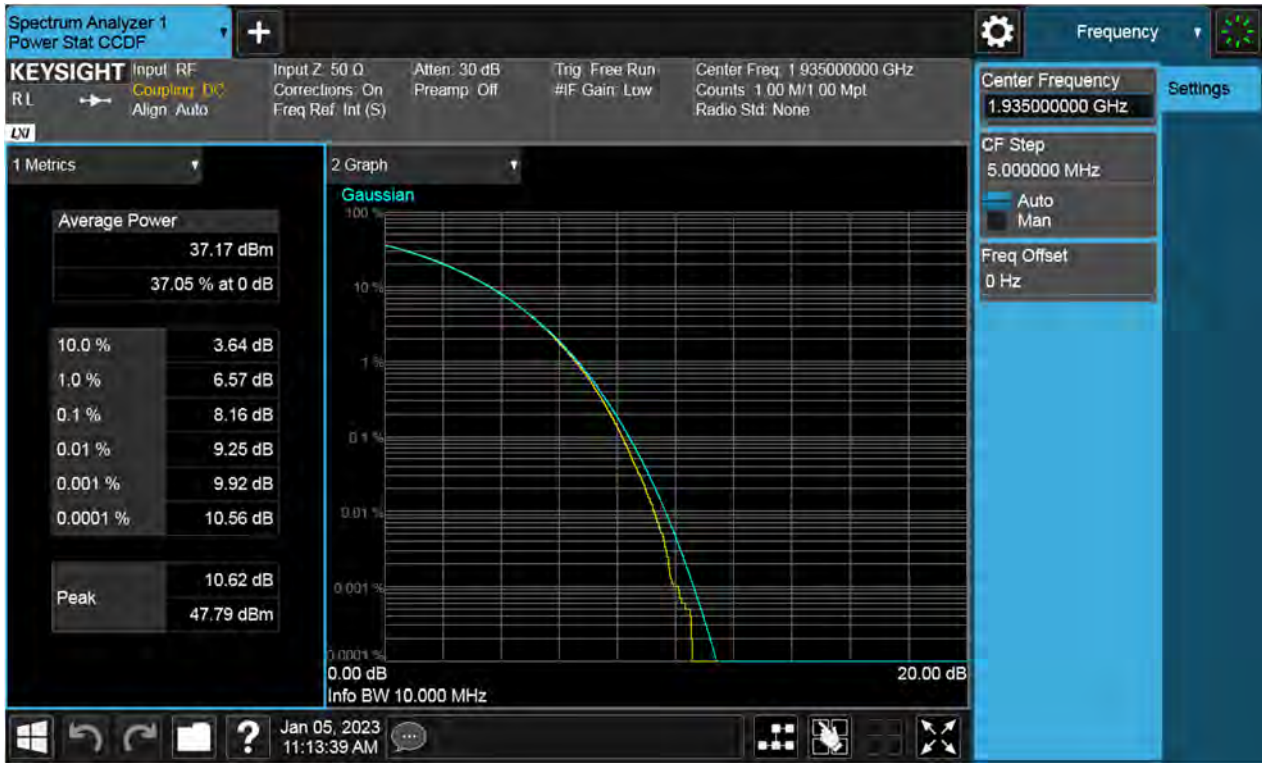 Spectrum Analyzer 1
Power Stat CCDF
+
Frequency
KEYSIGHT
RL
LXI
Input: RF
Coupling: DC
Align: Auto
Input Z: 50 Ω
Corrections: On
Freq Ref: Int (S)
Atten: 30 dB
Preamp: Off
Trig: Free Run
#IF Gain: Low
Center Freq: 1.935000000 GHz
Counts: 1.00 M/1.00 Mpt
Radio Std: None
Center Frequency
1.935000000 GHz
Settings
CF Step
5.000000 MHz
Auto
Man
Freq Offset
0 Hz
1 Metrics
Average Power
37.17 dBm
37.05 % at 0 dB
10.0 % 3.64 dB
1.0 % 6.57 dB
0.1 % 8.16 dB
0.01 % 9.25 dB
0.001 % 9.92 dB
0.0001 % 10.56 dB
Peak 10.62 dB
47.79 dBm
2 Graph
Gaussian
100 %
10 %
1 %
0.1 %
0.01 %
0.001 %
0.0001 %
0.00 dB 20.00 dB
Info BW 10.000 MHz
?
Jan 05, 2023
11:13:39 AM